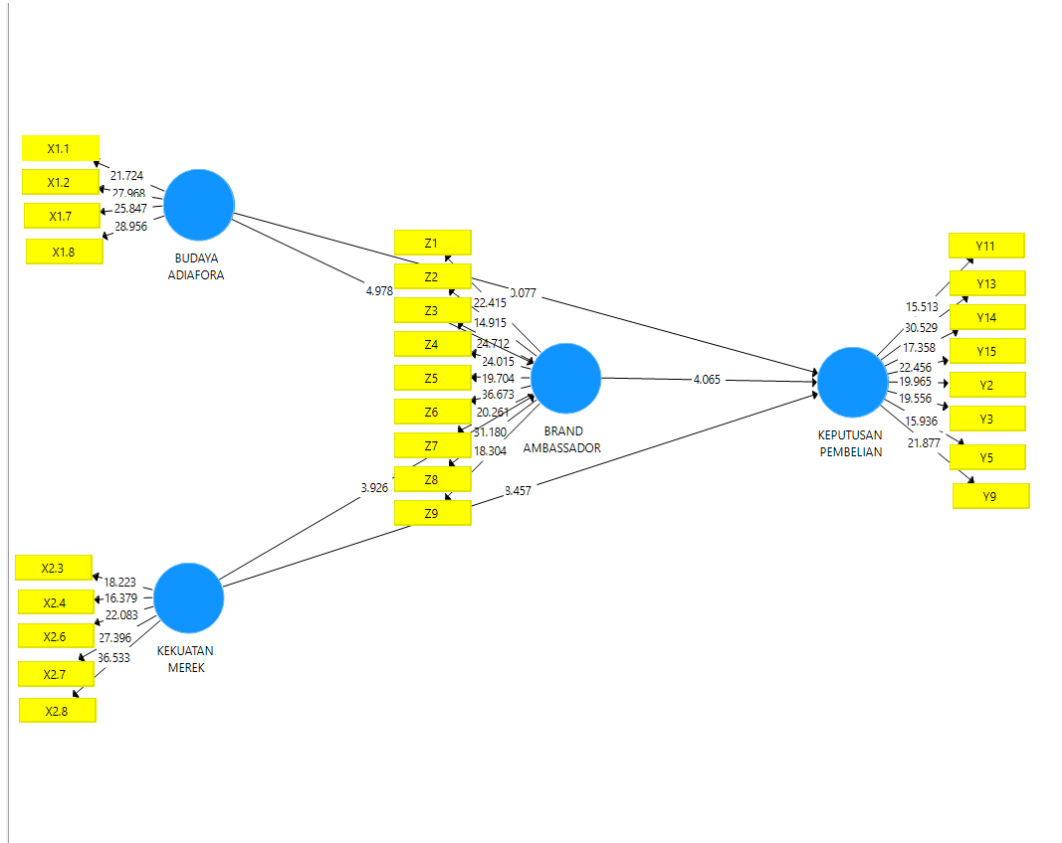 X1.1
X1.2
X1.7
X1.8
21.724
27.968
25.847
28.956
BUDAYA
ADIAFORA
Z1
Z2
Z3
Z4
Z5
Z6
Z7
Z8
Z9
4.978
0.077
22.415
14.915
24.712
24.015
19.704
36.673
20.261
31.180
18.304
BRAND
AMBASSADOR
4.065
3.926
8.457
Y11
Y13
Y14
Y15
Y2
Y3
Y5
Y9
15.513
30.529
17.358
22.456
19.965
19.556
15.936
21.877
KEPUTUSAN
PEMBELIAN
X2.3
X2.4
X2.6
X2.7
X2.8
18.223
16.379
22.083
27.396
36.533
KEKUATAN
MEREK